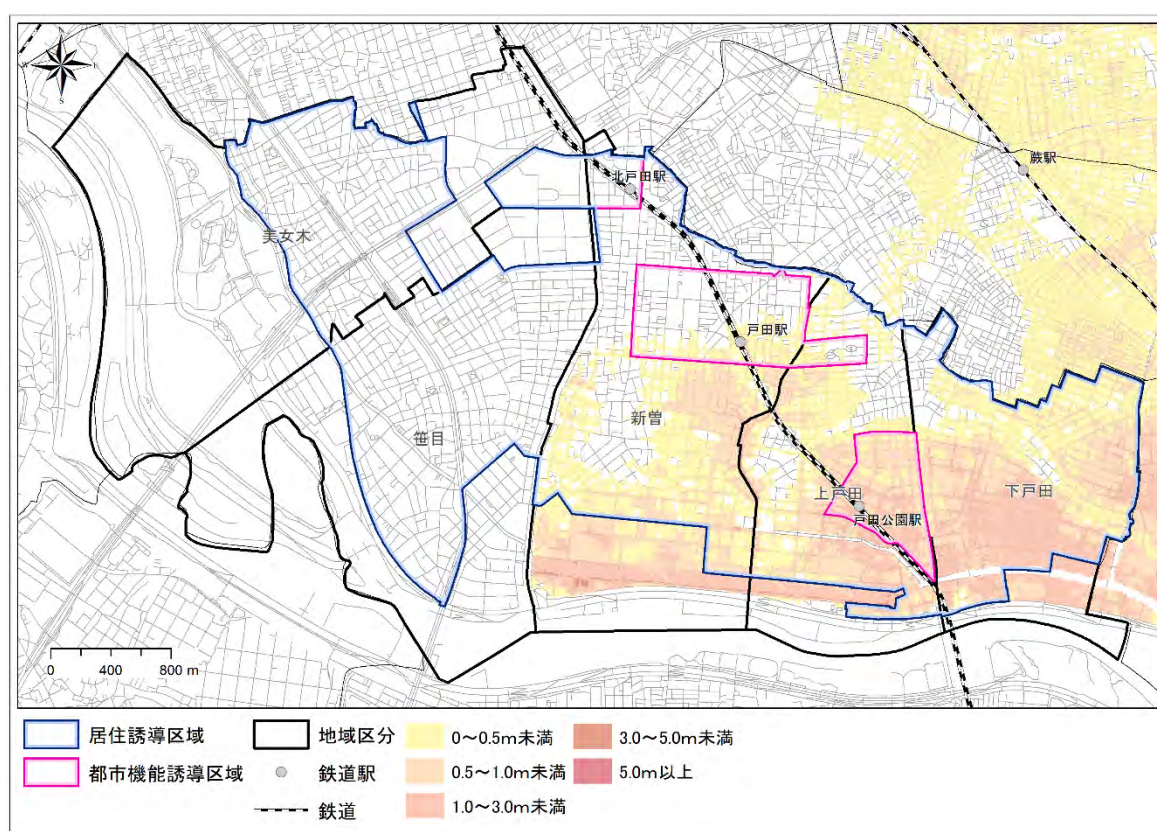 N
W
E
S
蕨駅
北戸田駅
美女木
戸田駅
新曽
笹目
上戸田
下戸田
戸田公園駅
0 400 800 m
居住誘導区域
地域区分
0~0.5m未満
3.0~5.0m未満
都市機能誘導区域
鉄道駅
0.5~1.0m未満
5.0m以上
鉄道
1.0~3.0m未満